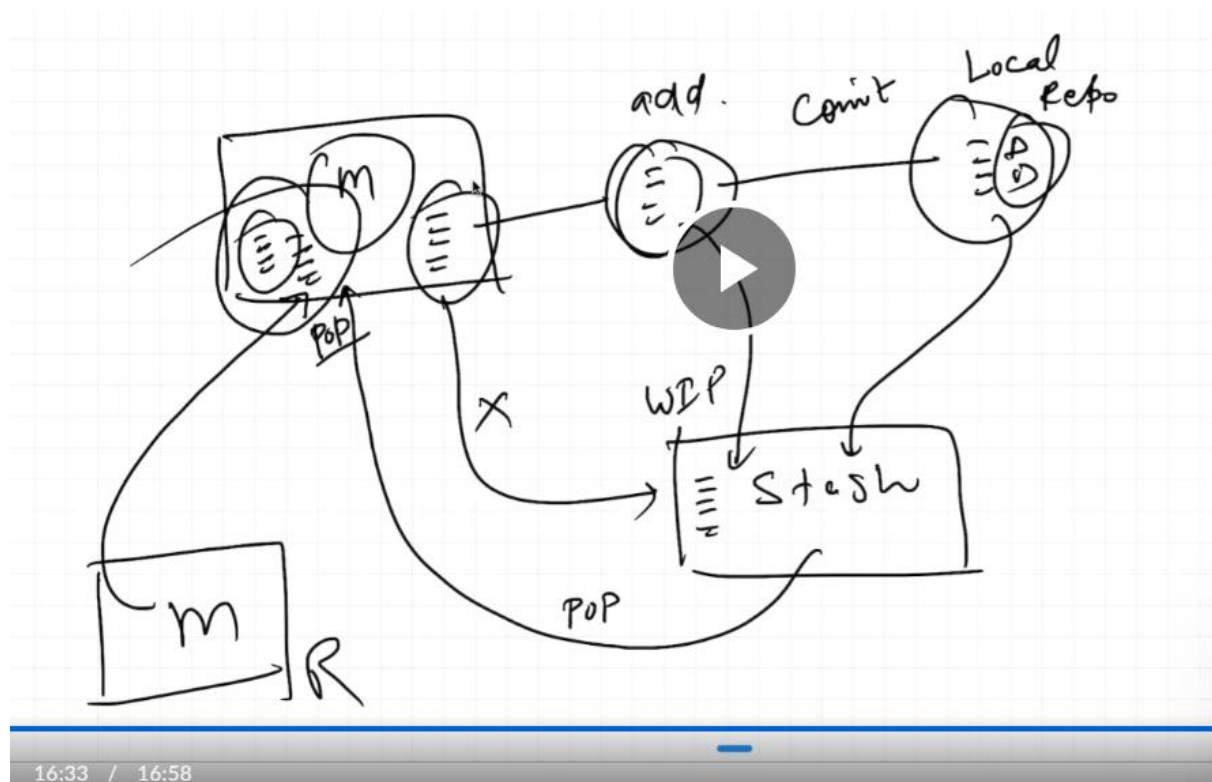 Local
Repo
add.
Comit
m
POP
X
WIP
Stash
POP
m
R
16:33 / 16:58